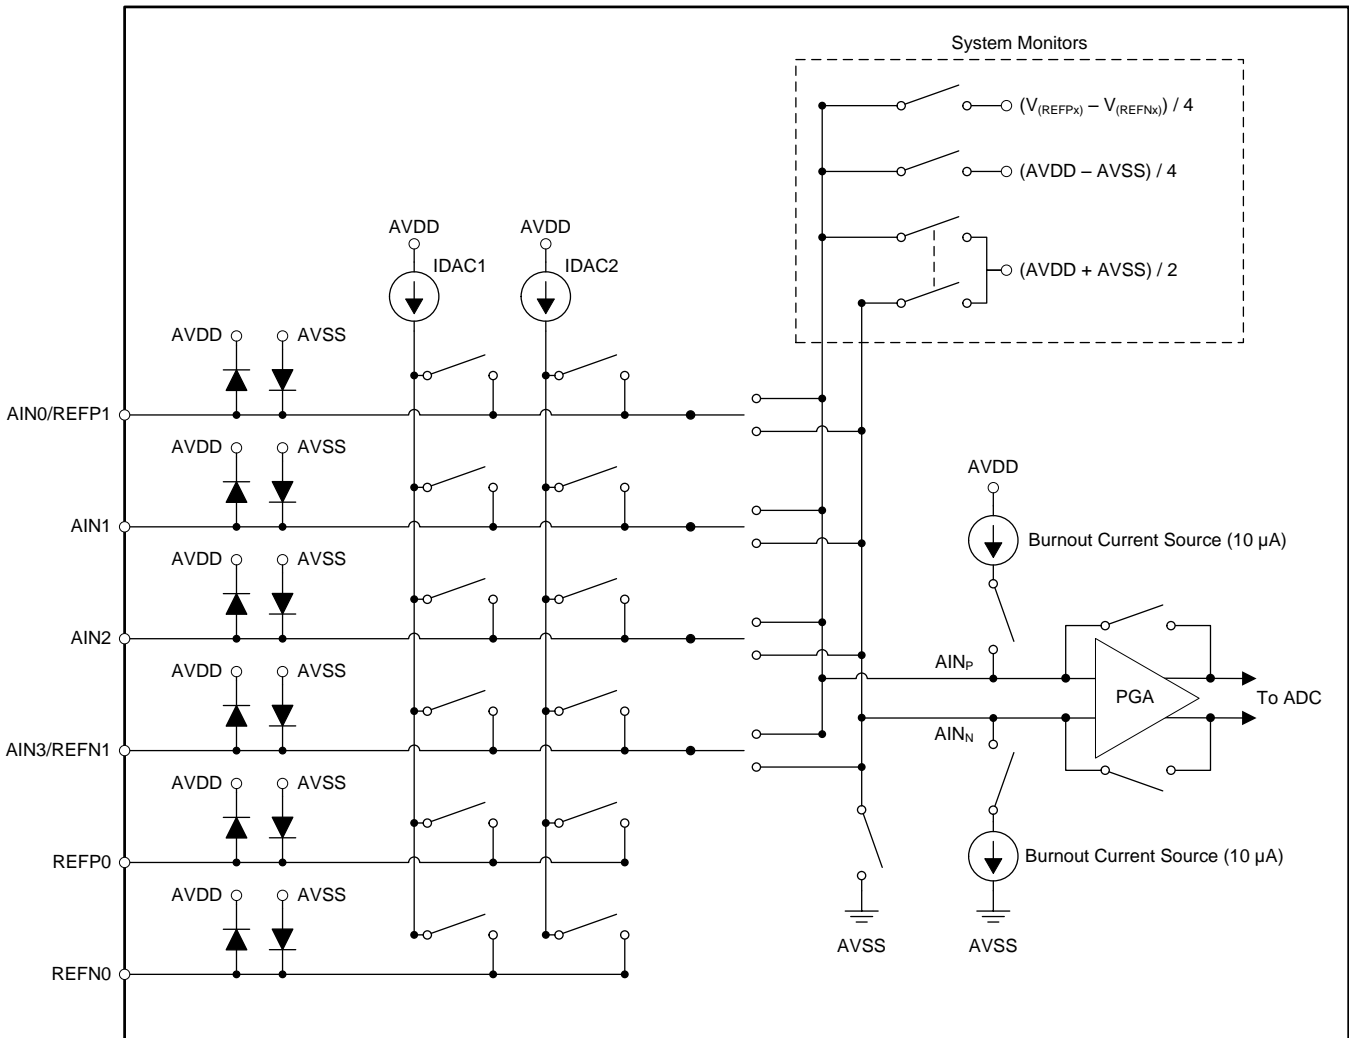 System Monitors
(V(REFPx) – V(REFNx)) / 4
(AVDD – AVSS) / 4
(AVDD + AVSS) / 2
AVDD
AVDD
IDAC1
IDAC2
AVDD
AVSS
AIN0/REFP1
AVDD
AVSS
AIN1
AVDD
AVSS
AIN2
AVDD
AVSS
AIN3/REFN1
AVDD
AVSS
REFP0
AVDD
AVSS
REFN0
AVDD
Burnout Current Source (10 µA)
AINP
PGA
To ADC
AINN
Burnout Current Source (10 µA)
AVSS
AVSS